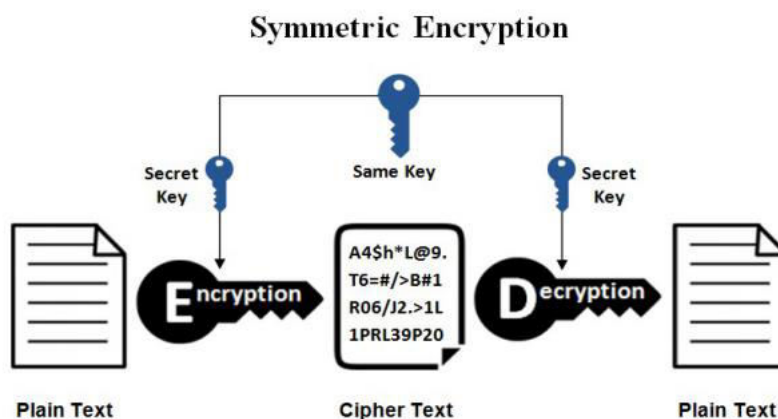 Symmetric Encryption
Secret
Key
Same Key
Secret
Key
Encryption
A4$h*L@9.
T6=#/>B#1
R06/J2.>1L
1PRL39P20
Decryption
Plain Text
Cipher Text
Plain Text